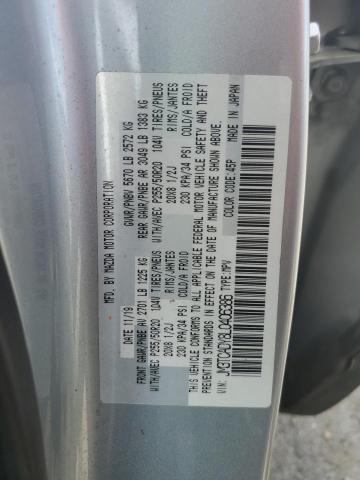 MFD. BY MAZDA MOTOR CORPORATION
DATE: 11/19 GVWR/PNBV 5670 LB 2572 KG
FRONT GAWR/PNBE AV 2701 LB 1225 KG REAR GAWR/PNBE AR 3049 LB 1383 KG
WITH/AVEC P255/50R20 104V TIRES/PNEUS WITH/AVEC P255/50R20 104V TIRES/PNEUS
20X8 1/2J RIMS/JANTES 20X8 1/2J RIMS/JANTES
230 KPA/34 PSI COLD/A FROID 230 KPA/34 PSI COLD/A FROID
THIS VEHICLE CONFORMS TO ALL APPLICABLE FEDERAL MOTOR VEHICLE SAFETY AND THEFT
PREVENTION STANDARDS IN EFFECT ON THE DATE OF MANUFACTURE SHOWN ABOVE.
VIN: JM3TCADY8L0406386 TYPE:MPV COLOR CODE:45P MADE IN JAPAN